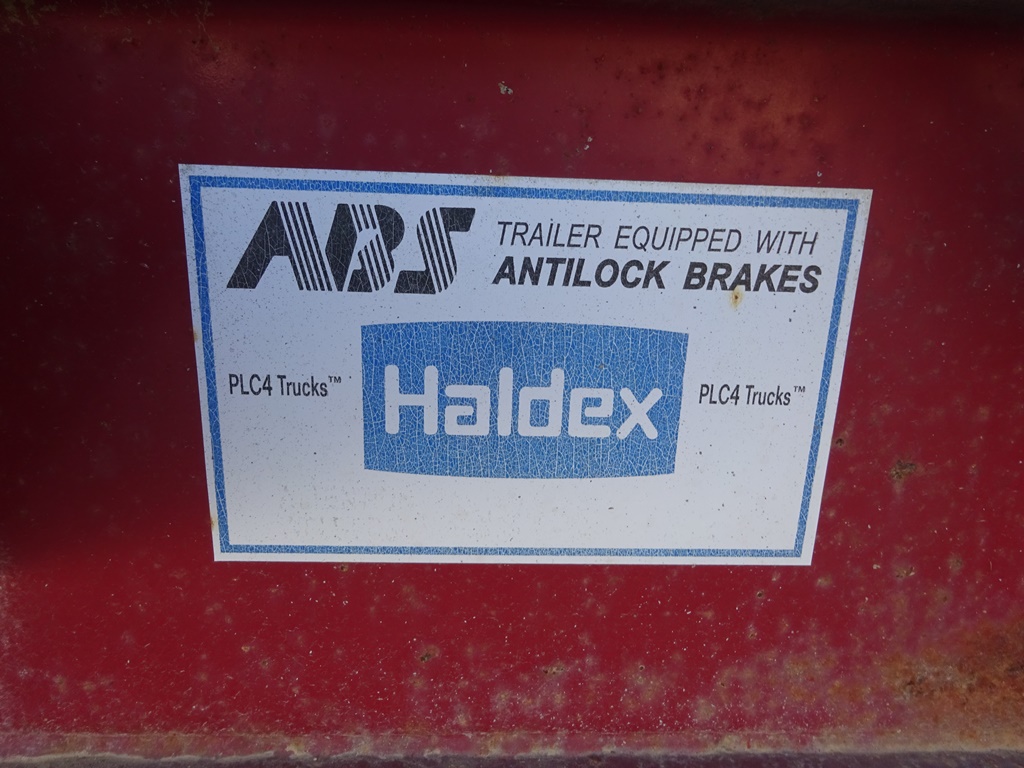 ABS
TRAILER EQUIPPED WITH
ANTILOCK BRAKES
PLC4 Trucks™
Haldex
PLC4 Trucks™